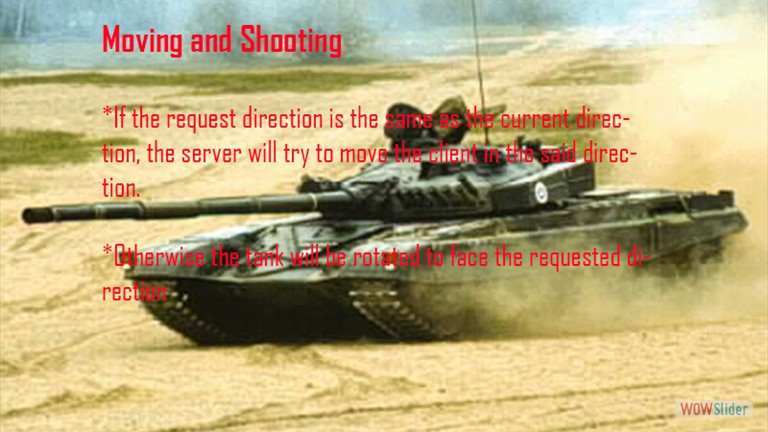 Moving and Shooting
*If the request direction is the same as the current direc-
tion, the server will try to move the client in the said direc-
tion.
*Otherwise the tank will be rotated to face the requested di-
rection
WOWSlider